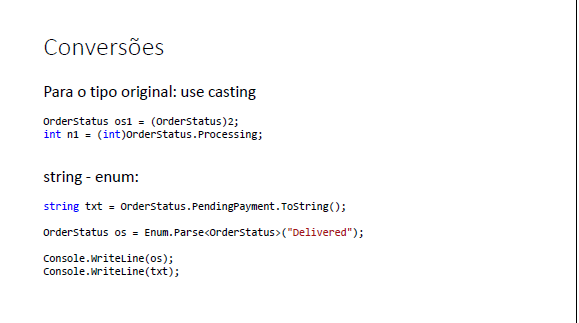 Conversões
Para o tipo original: use casting
OrderStatus os1 = (OrderStatus)2;
int n1 = (int)OrderStatus.Processing;
string - enum:
string txt = OrderStatus.PendingPayment.ToString();
OrderStatus os = Enum.Parse<OrderStatus>("Delivered");
Console.WriteLine(os);
Console.WriteLine(txt);